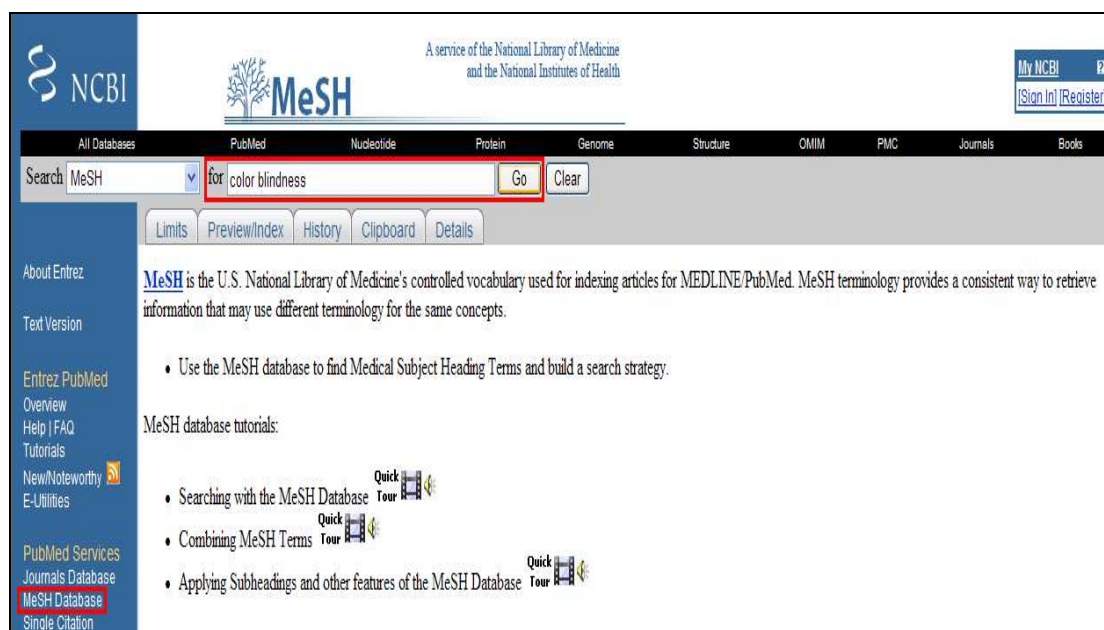 NCBI
MeSH
A service of the National Library of Medicine
and the National Institutes of Health
My NCBI
[Sign In] [Register]
All Databases PubMed Nucleotide Protein Genome Structure OMIM PMC Journals Books
Search MeSH for color blindness Go Clear
Limits Preview/Index History Clipboard Details
About Entrez
Text Version
Entrez PubMed
Overview
Help | FAQ
Tutorials
New/Noteworthy
E-Utilities
PubMed Services
Journals Database
MeSH Database
Single Citation
MeSH is the U.S. National Library of Medicine's controlled vocabulary used for indexing articles for MEDLINE/PubMed. MeSH terminology provides a consistent way to retrieve
information that may use different terminology for the same concepts.
• Use the MeSH database to find Medical Subject Heading Terms and build a search strategy.
MeSH database tutorials:
• Searching with the MeSH Database Quick Tour
• Combining MeSH Terms Quick Tour
• Applying Subheadings and other features of the MeSH Database Quick Tour